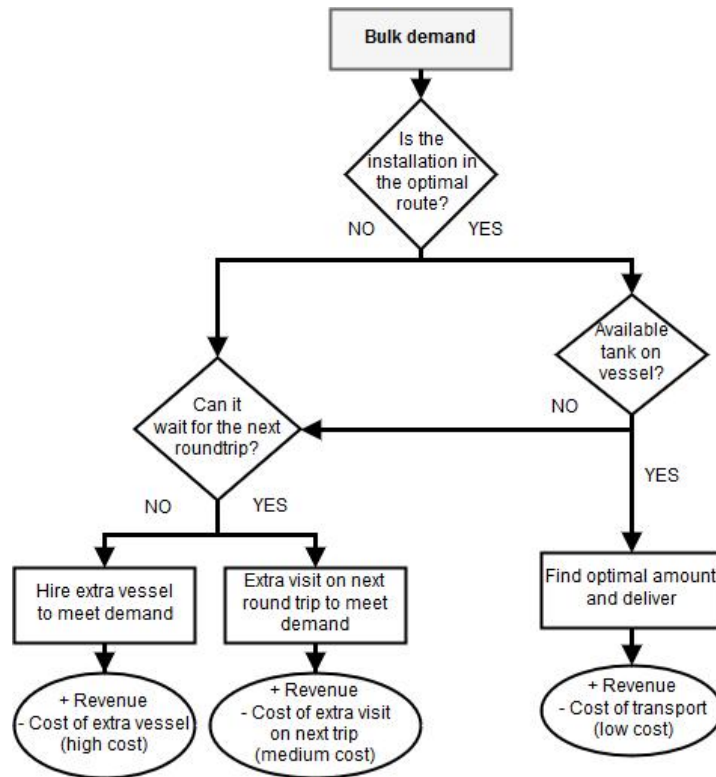 Bulk demand
Is the
installation in
the optimal
route?
NO
YES
Available
tank on
vessel?
Can it
wait for the next
roundtrip?
NO
YES
NO
YES
Hire extra vessel
to meet demand
Extra visit on next
round trip to meet
demand
Find optimal amount
and deliver
+ Revenue
- Cost of extra vessel
(high cost)
+ Revenue
- Cost of extra visit
on next trip
(medium cost)
+ Revenue
- Cost of transport
(low cost)